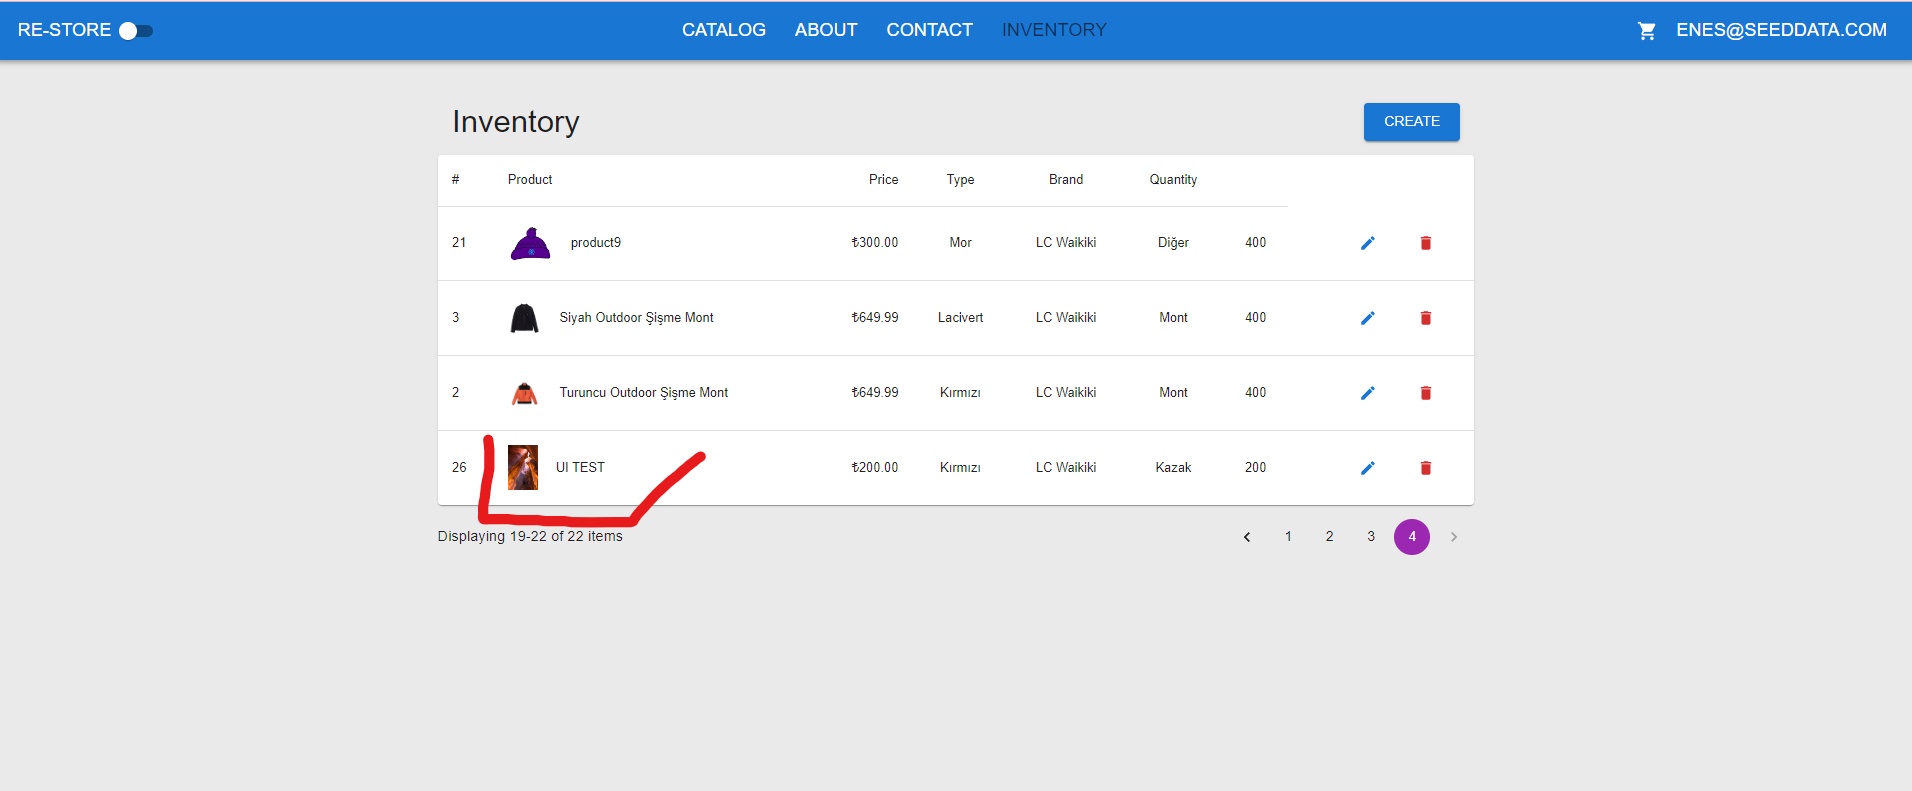 RE-STORE CATALOG ABOUT CONTACT INVENTORY ENES@SEEDDATA.COM
Inventory CREATE
# Product Price Type Brand Quantity
21 product9 ₺300.00 Mor LC Waikiki Diğer 400
3 Siyah Outdoor Şişme Mont ₺649.99 Lacivert LC Waikiki Mont 400
2 Turuncu Outdoor Şişme Mont ₺649.99 Kırmızı LC Waikiki Mont 400
26 UI TEST ₺200.00 Kırmızı LC Waikiki Kazak 200
Displaying 19-22 of 22 items 1 2 3 4